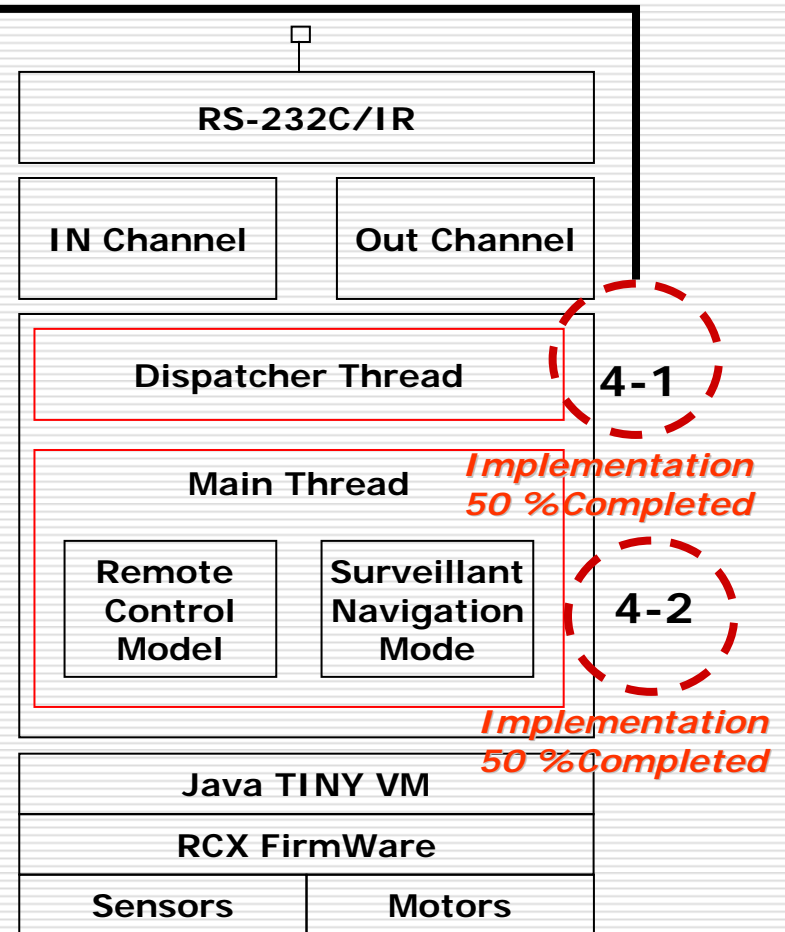 RS-232C/IR
IN Channel
Out Channel
Dispatcher Thread
4-1
Implementation
50 %Completed
Main Thread
Remote
Control
Model
Surveillant
Navigation
Mode
4-2
Implementation
50 %Completed
Java TINY VM
RCX FirmWare
Sensors
Motors